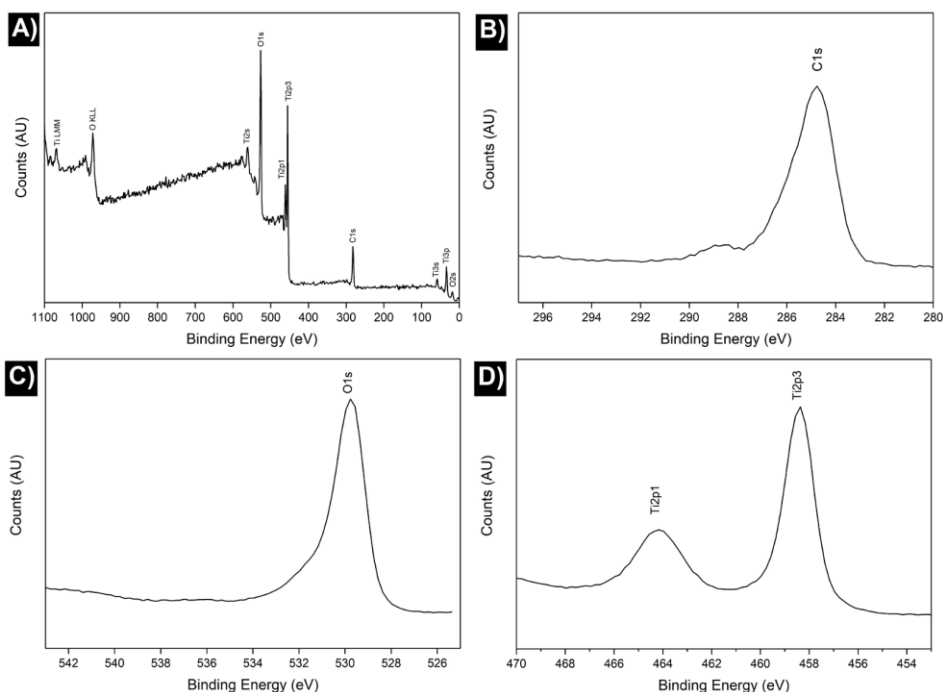 A)
Counts (AU)
Ti LMM
O KLL
Ti2s
O1s
Ti2p1
Ti2p3
C1s
Ti3s
Ti3p
O2s
1100 1000 900 800 700 600 500 400 300 200 100 0
Binding Energy (eV)
B)
Counts (AU)
C1s
296 294 292 290 288 286 284 282 280
Binding Energy (eV)
C)
Counts (AU)
O1s
542 540 538 536 534 532 530 528 526
Binding Energy (eV)
D)
Counts (AU)
Ti2p1
Ti2p3
470 468 466 464 462 460 458 456 454
Binding Energy (eV)